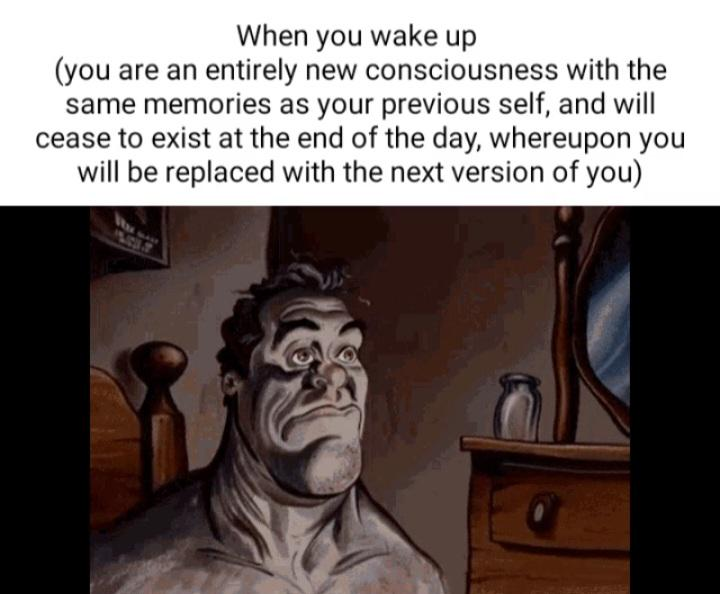 When you wake up
(you are an entirely new consciousness with the
same memories as your previous self, and will
cease to exist at the end of the day, whereupon you
will be replaced with the next version of you)